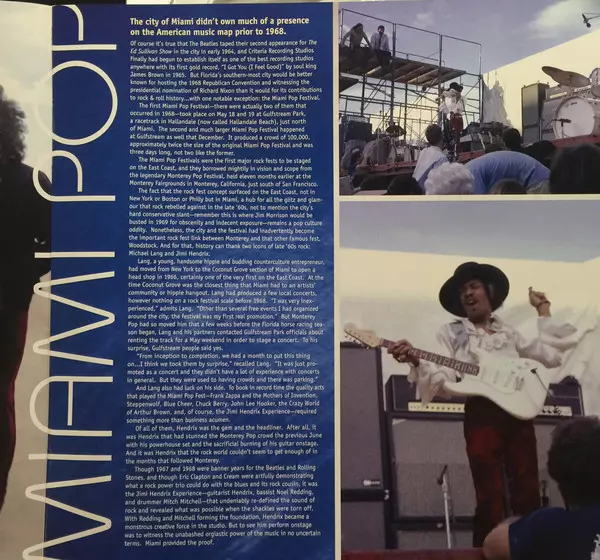 MIAMI POP
The city of Miami didn't own much of a presence
on the American music map prior to 1968.
Of course it's true that The Beatles taped their second appearance for The
Ed Sullivan Show in the city in early 1964, and Criteria Recording Studios
Finally had begun to establish itself as one of the best recording studios
anywhere with its first gold record, "I Got You (I Feel Good)" by soul king
James Brown in 1965. But Florida's southern-most city would be better
known for hosting the 1968 Republican Convention and witnessing the
presidential nomination of Richard Nixon than it would for its contributions
to rock & roll history...with one notable exception: the Miami Pop Festival.
The first Miami Pop Festival—there were actually two of them that
occurred in 1968—took place on May 18 and 19 at Gulfstream Park,
a racetrack in Hallandale (now called Hallandale Beach), just north
of Miami. The second and much larger Miami Pop Festival happened
at Gulfstream as well that December. It produced a crowd of 100,000,
approximately twice the size of the original Miami Pop Festival and was
three days long, not two like the former.
The Miami Pop Festivals were the first major rock fests to be staged
on the East Coast, and they borrowed mightily in vision and scope from
the legendary Monterey Pop Festival, held eleven months earlier at the
Monterey Fairgrounds in Monterey, California, just south of San Francisco.
The fact that the rock fest concept surfaced on the East Coast, not in
New York or Boston or Philly but in Miami, a hub for all the glitz and glam-
our that rock rebelled against in the late '60s, not to mention the city's
hard conservative slant—remember this is where Jim Morrison would be
busted in 1969 for obscenity and indecent exposure—remains a pop culture
oddity. Nonetheless, the city and the festival had inadvertently become
the important rock fest link between Monterey and that other famous fest,
Woodstock. And for that, history can thank two icons of late '60s rock:
Michael Lang and Jimi Hendrix.
Lang, a young, handsome hippie and budding counterculture entrepreneur,
had moved from New York to the Coconut Grove section of Miami to open a
head shop in 1966, certainly one of the very first on the East Coast. At the
time Coconut Grove was the closest thing that Miami had to an artists'
community or hippie hangout. Lang had produced a few local concerts,
however nothing on a rock festival scale before 1968. "I was very inex-
perienced," admits Lang. "Other than several free events I had organized
around the city, the festival was my first real promotion." But Monterey
Pop had so moved him that a few weeks before the Florida horse racing sea-
son began, Lang and his partners contacted Gulfstream Park officials about
renting the track for a May weekend in order to stage a concert. To his
surprise, Gulfstream people said yes.
"From inception to completion, we had a month to put this thing
on...I think we took them by surprise," recalled Lang. "It was just pro-
moted as a concert and they didn't have a lot of experience with concerts
in general. But they were used to having crowds and there was parking."
And Lang also had luck on his side. To book in record time the quality acts
that played the Miami Pop Fest—Frank Zappa and the Mothers of Invention,
Steppenwolf, Blue Cheer, Chuck Berry, John Lee Hooker, the Crazy World
of Arthur Brown, and, of course, the Jimi Hendrix Experience—required
something more than business acumen.
Of all of them, Hendrix was the gem and the headliner. After all, it
was Hendrix that had stunned the Monterey Pop crowd the previous June
with his powerhouse set and the sacrificial burning of his guitar onstage.
And it was Hendrix that the rock world couldn't seem to get enough of in
the months that followed Monterey.
Though 1967 and 1968 were banner years for the Beatles and Rolling
Stones, and though Eric Clapton and Cream were artfully demonstrating
what a rock power trio could do with the blues and its rock cousin, it was
the Jimi Hendrix Experience—guitarist Hendrix, bassist Noel Redding,
and drummer Mitch Mitchell—that undeniably re-defined the sound of
rock and revealed what was possible when the shackles were torn off.
With Redding and Mitchell forming the foundation, Hendrix became a
monstrous creative force in the studio. But to see him perform onstage
was to witness the unabashed orgiastic power of the music in no uncertain
terms. Miami provided the proof.